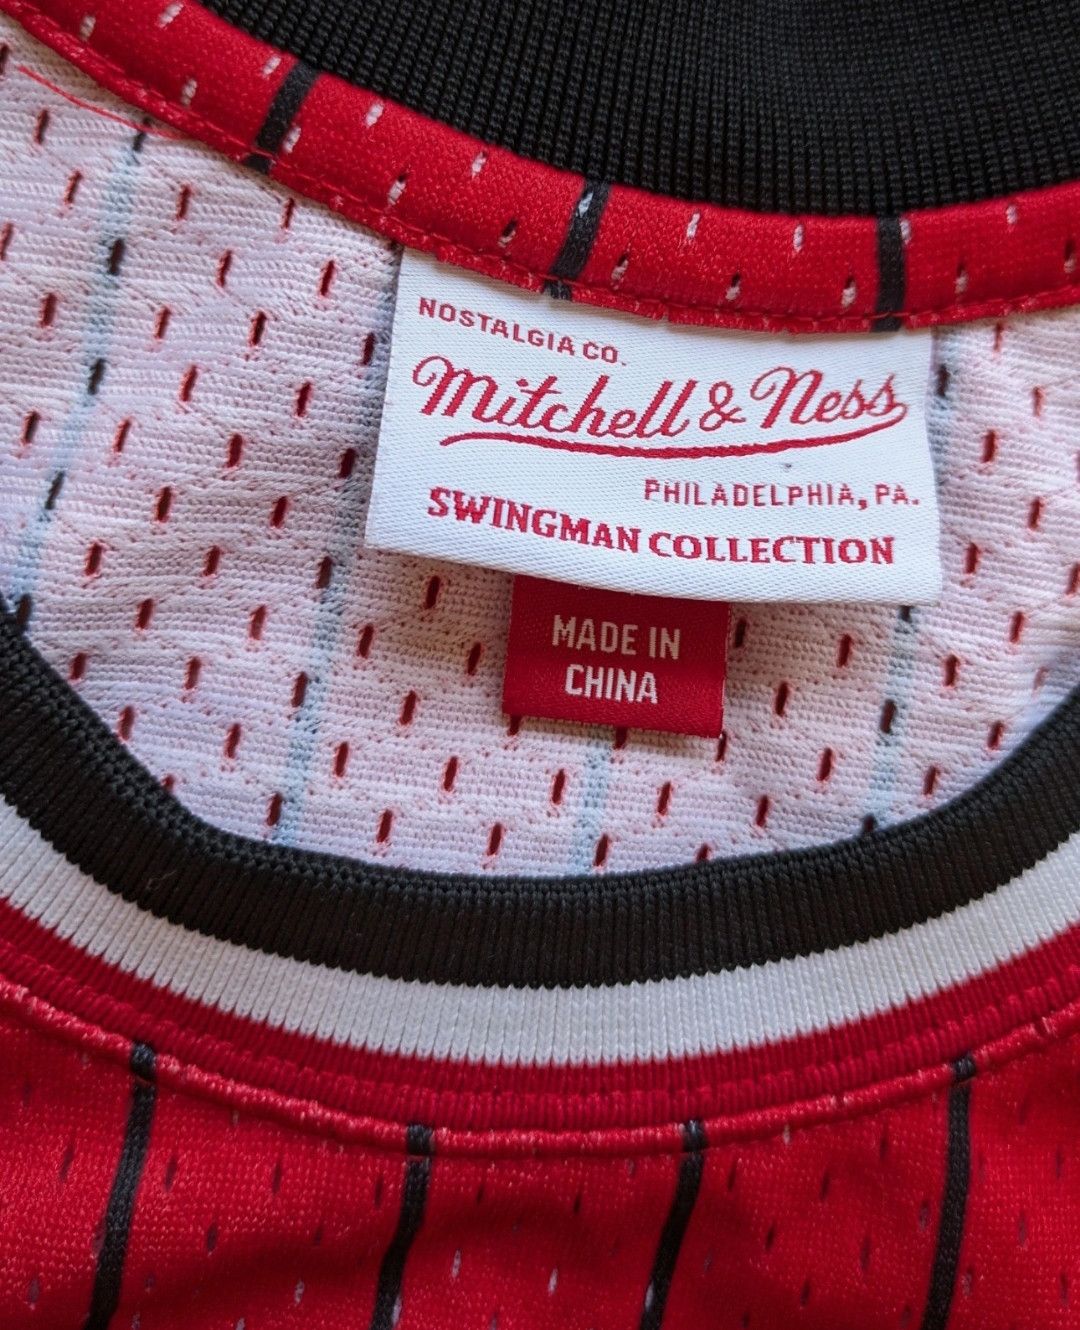 NOSTALGIA CO.
Mitchell & Ness
PHILADELPHIA, PA.
SWINGMAN COLLECTION
MADE IN
CHINA